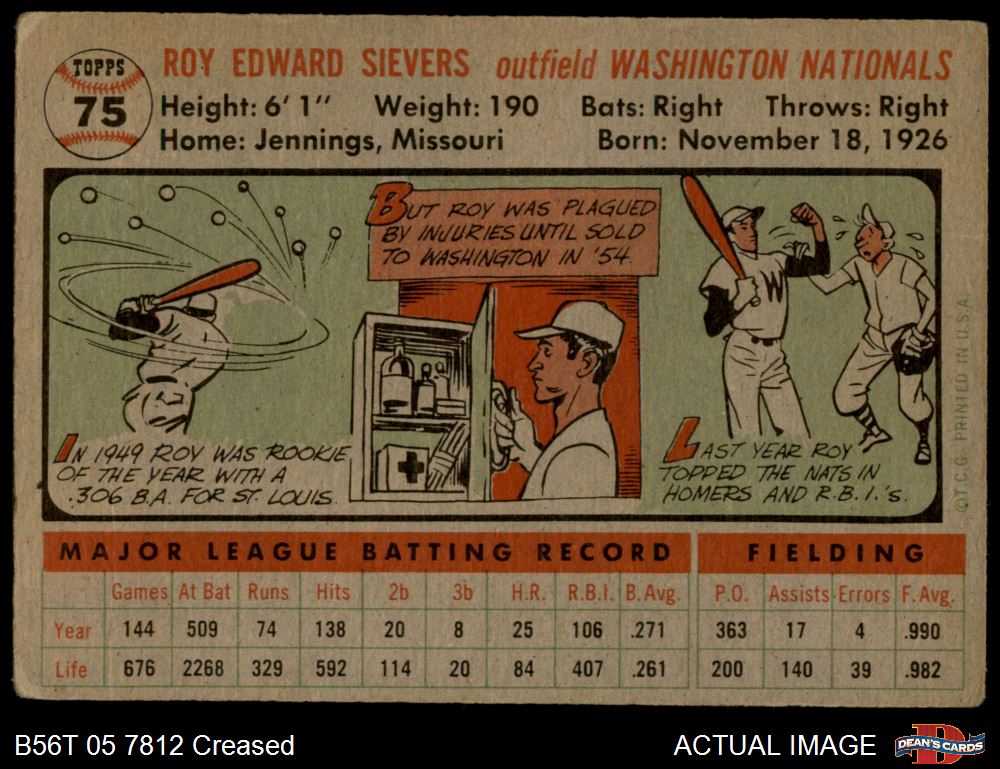 TOPPS
75
ROY EDWARD SIEVERS outfield WASHINGTON NATIONALS
Height: 6' 1" Weight: 190 Bats: Right Throws: Right
Home: Jennings, Missouri Born: November 18, 1926
IN 1949 ROY WAS ROOKIE
OF THE YEAR WITH A
.306 B.A. FOR ST. LOUIS.
BUT ROY WAS PLAGUED
BY INJURIES UNTIL SOLD
TO WASHINGTON IN '54.
W
LAST YEAR ROY
TOPPED THE NATS IN
HOMERS AND R.B.I.'s.
©T.C.G. PRINTED IN U.S.A.
MAJOR LEAGUE BATTING RECORD FIELDING
Games At Bat Runs Hits 2b 3b H.R. R.B.I. B.Avg. P.O. Assists Errors F.Avg.
Year 144 509 74 138 20 8 25 106 .271 363 17 4 .990
Life 676 2268 329 592 114 20 84 407 .261 200 140 39 .982
B56T 05 7812 Creased ACTUAL IMAGE D DEAN'S CARDS